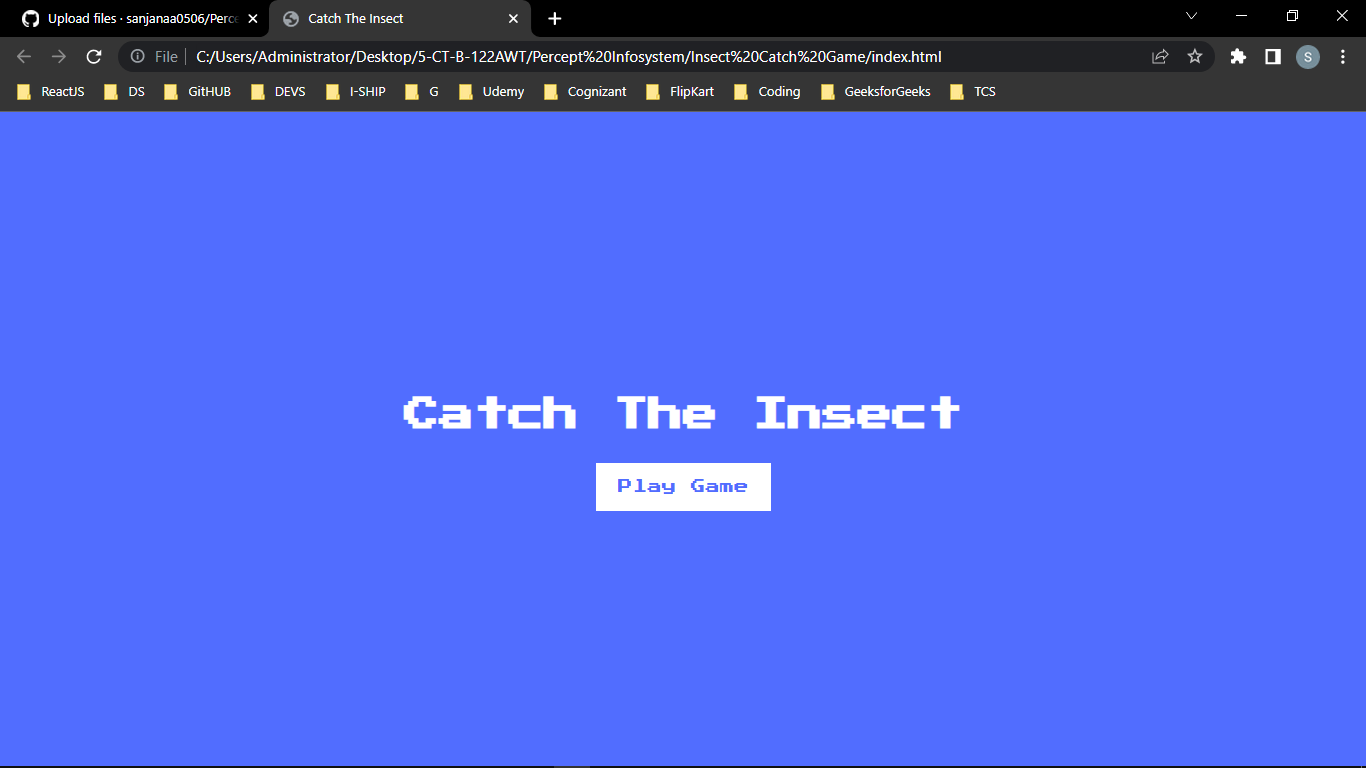 Upload files · sanjanaa0506/Perce
Catch The Insect
File
C:/Users/Administrator/Desktop/5-CT-B-122AWT/Percept%20Infosystem/Insect%20Catch%20Game/index.html
S
ReactJS DS GitHUB DEVS I-SHIP G Udemy Cognizant FlipKart Coding GeeksforGeeks TCS
Catch The Insect
Play Game